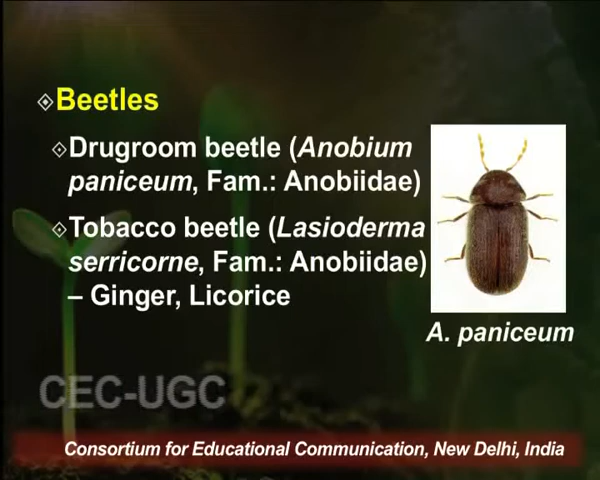 Beetles
Drugroom beetle (Anobium
paniceum, Fam.: Anobiidae)
Tobacco beetle (Lasioderma
serricorne, Fam.: Anobiidae)
– Ginger, Licorice
A. paniceum
CEC-UGC
Consortium for Educational Communication, New Delhi, India